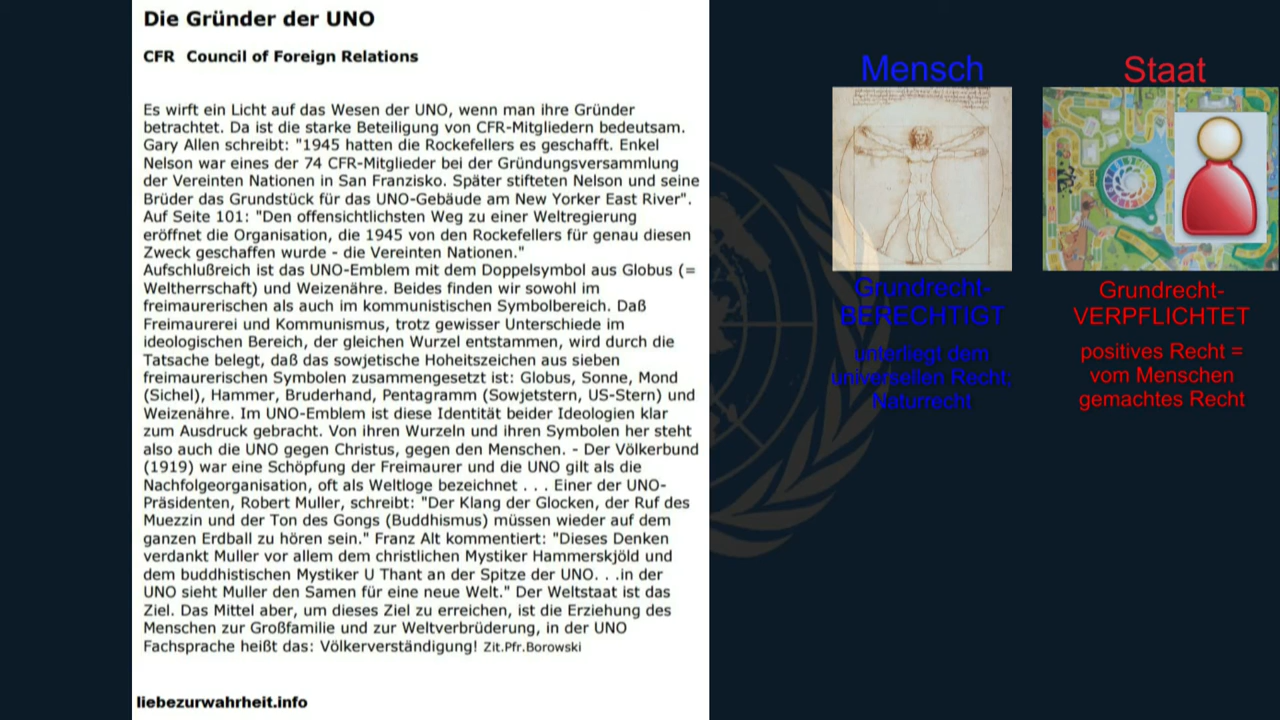 Die Gründer der UNO
CFR Council of Foreign Relations
Es wirft ein Licht auf das Wesen der UNO, wenn man ihre Gründer
betrachtet. Da ist die starke Beteiligung von CFR-Mitgliedern bedeutsam.
Gary Allen schreibt: "1945 hatten die Rockefellers es geschafft. Enkel
Nelson war eines der 74 CFR-Mitglieder bei der Gründungsversammlung
der Vereinten Nationen in San Franzisko. Später stifteten Nelson und seine
Brüder das Grundstück für das UNO-Gebäude am New Yorker East River".
Auf Seite 101: "Den offensichtlichsten Weg zu einer Weltregierung
eröffnet die Organisation, die 1945 von den Rockefellers für genau diesen
Zweck geschaffen wurde - die Vereinten Nationen."
Aufschlußreich ist das UNO-Emblem mit dem Doppelsymbol aus Globus (=
Weltherrschaft) und Weizenähre. Beides finden wir sowohl im
freimaurerischen als auch im kommunistischen Symbolbereich. Daß
Freimaurerei und Kommunismus, trotz gewisser Unterschiede im
ideologischen Bereich, der gleichen Wurzel entstammen, wird durch die
Tatsache belegt, daß das sowjetische Hoheitszeichen aus sieben
freimaurerischen Symbolen zusammengesetzt ist: Globus, Sonne, Mond
(Sichel), Hammer, Bruderhand, Pentagramm (Sowjetstern, US-Stern) und
Weizenähre. Im UNO-Emblem ist diese Identität beider Ideologien klar
zum Ausdruck gebracht. Von ihren Wurzeln und ihren Symbolen her steht
also auch die UNO gegen Christus, gegen den Menschen. - Der Völkerbund
(1919) war eine Schöpfung der Freimaurer und die UNO gilt als die
Nachfolgeorganisation, oft als Weltloge bezeichnet . . . Einer der UNO-
Präsidenten, Robert Muller, schreibt: "Der Klang der Glocken, der Ruf des
Muezzin und der Ton des Gongs (Buddhismus) müssen wieder auf dem
ganzen Erdball zu hören sein." Franz Alt kommentiert: "Dieses Denken
verdankt Muller vor allem dem christlichen Mystiker Hammerskjöld und
dem buddhistischen Mystiker U Thant an der Spitze der UNO. . .in der
UNO sieht Muller den Samen für eine neue Welt." Der Weltstaat ist das
Ziel. Das Mittel aber, um dieses Ziel zu erreichen, ist die Erziehung des
Menschen zur Großfamilie und zur Weltverbrüderung, in der UNO
Fachsprache heißt das: Völkerverständigung! Zit.Pfr.Borowski
liebezurwahrheit.info
Mensch
Grundrecht-
BERECHTIGT
unterliegt dem
universellen Recht;
Naturrecht
Staat
Grundrecht-
VERPFLICHTET
positives Recht =
vom Menschen
gemachtes Recht